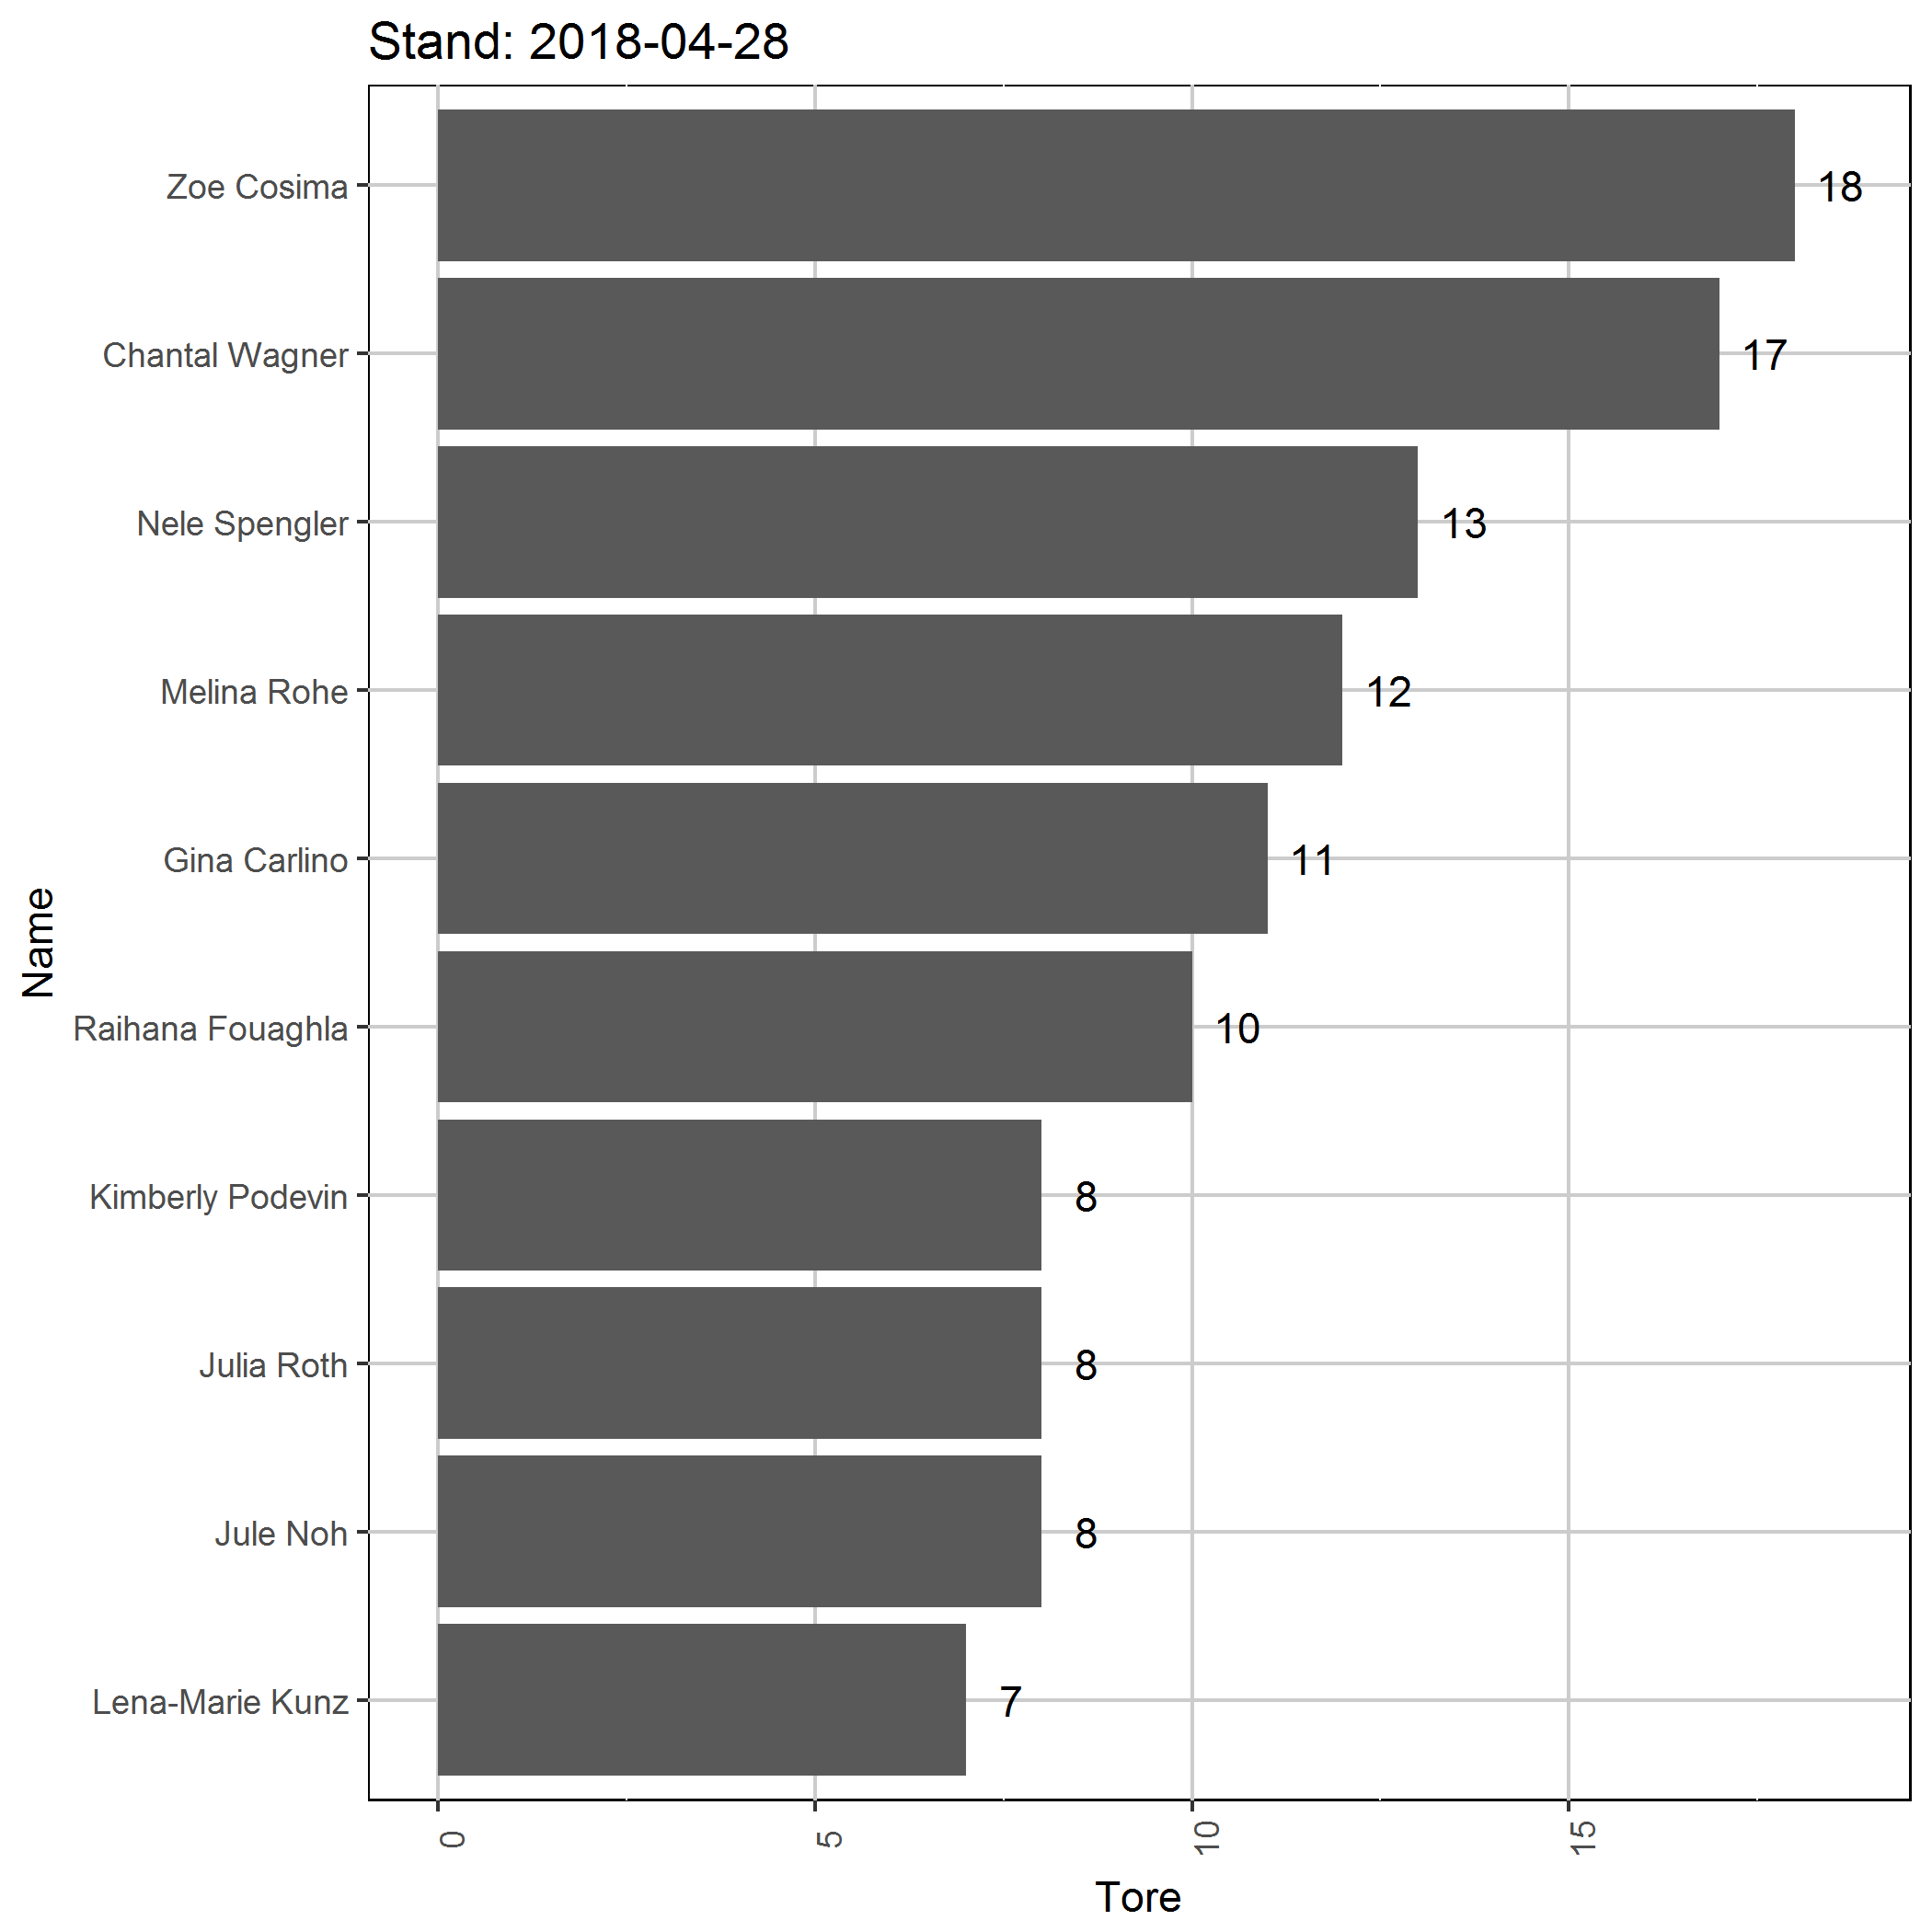 Stand: 2018-04-28
Zoe Cosima 18
Chantal Wagner 17
Nele Spengler 13
Melina Rohe 12
Gina Carlino 11
Raihana Fouaghla 10
Kimberly Podevin 8
Julia Roth 8
Jule Noh 8
Lena-Marie Kunz 7
Name
0 5 10 15
Tore